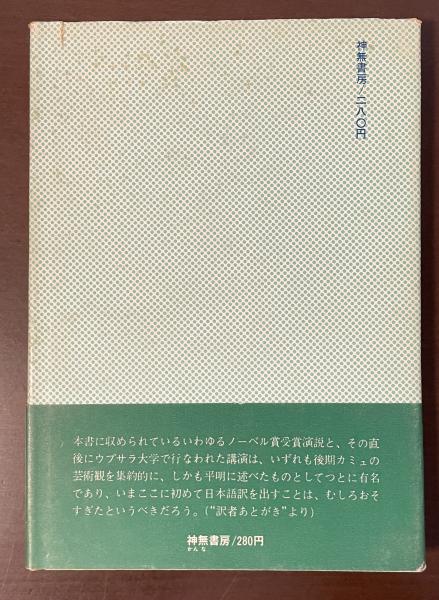 神無書房/二八〇円
本書に収められているいわゆるノーベル賞受賞演説と、その直
後にウプサラ大学で行なわれた講演は、いずれも後期カミュの
芸術観を集約的に、しかも平明に述べたものとしてつとに有名
であり、いまここに初めて日本語訳を出すことは、むしろおそ
すぎたというべきだろう。(“訳者あとがき”より)
神無書房/280円
かんな